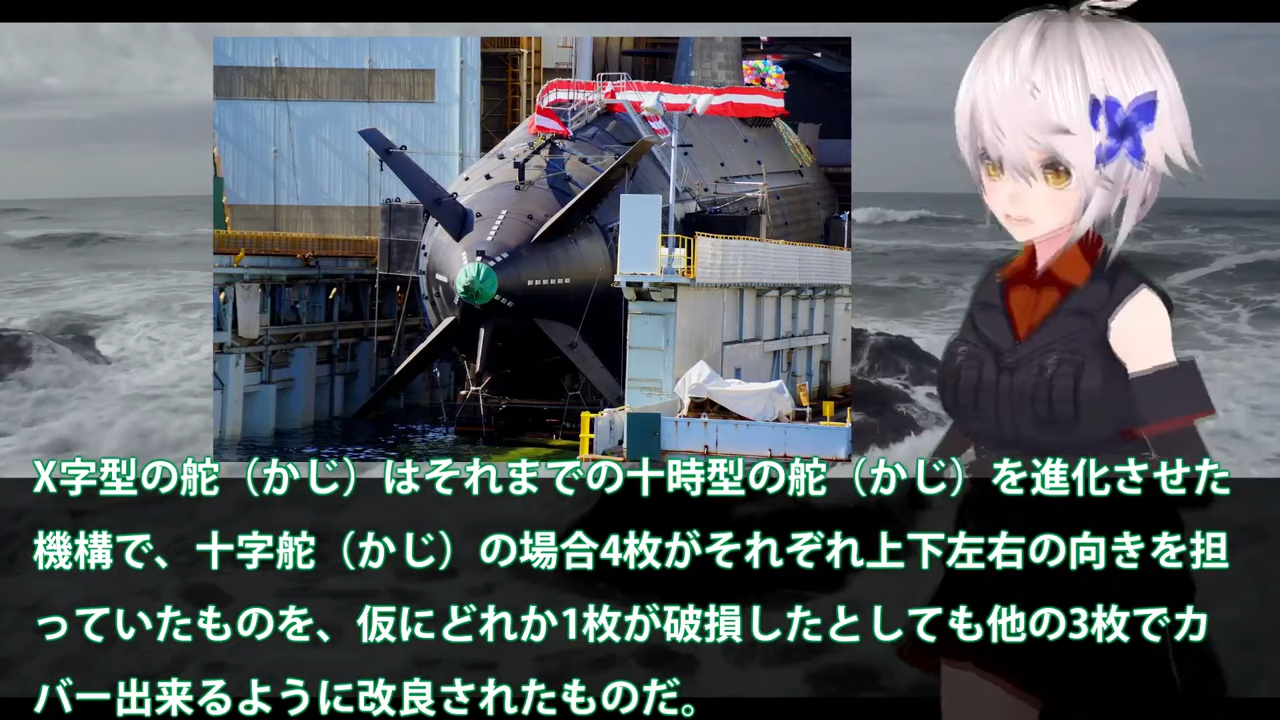 X字型の舵（かじ）はそれまでの十時型の舵（かじ）を進化させた
機構で、十字舵（かじ）の場合4枚がそれぞれ上下左右の向きを担
っていたものを、仮にどれか1枚が破損したとしても他の3枚でカ
バー出来るように改良されたものだ。